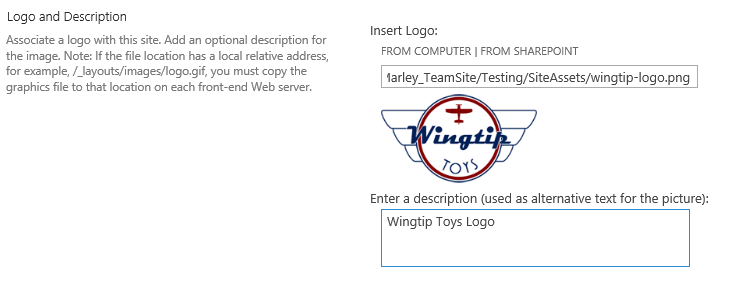 Logo and Description
Associate a logo with this site. Add an optional description for
the image. Note: If the file location has a local relative address,
for example, /_layouts/images/logo.gif, you must copy the
graphics file to that location on each front-end Web server.
Insert Logo:
FROM COMPUTER | FROM SHAREPOINT
arley_TeamSite/Testing/SiteAssets/wingtip-logo.png
Wingtip
TOYS
Enter a description (used as alternative text for the picture):
Wingtip Toys Logo